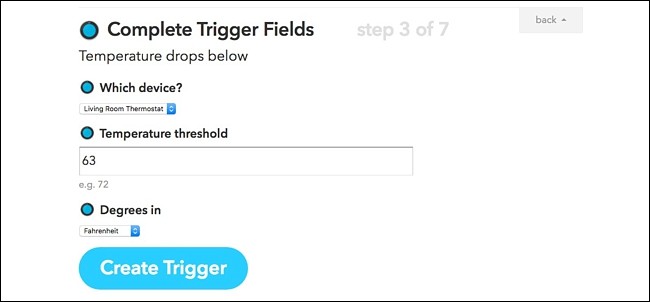 Complete Trigger Fields step 3 of 7 back
Temperature drops below
Which device?
Living Room Thermostat
Temperature threshold
63
e.g. 72
Degrees in
Fahrenheit
Create Trigger